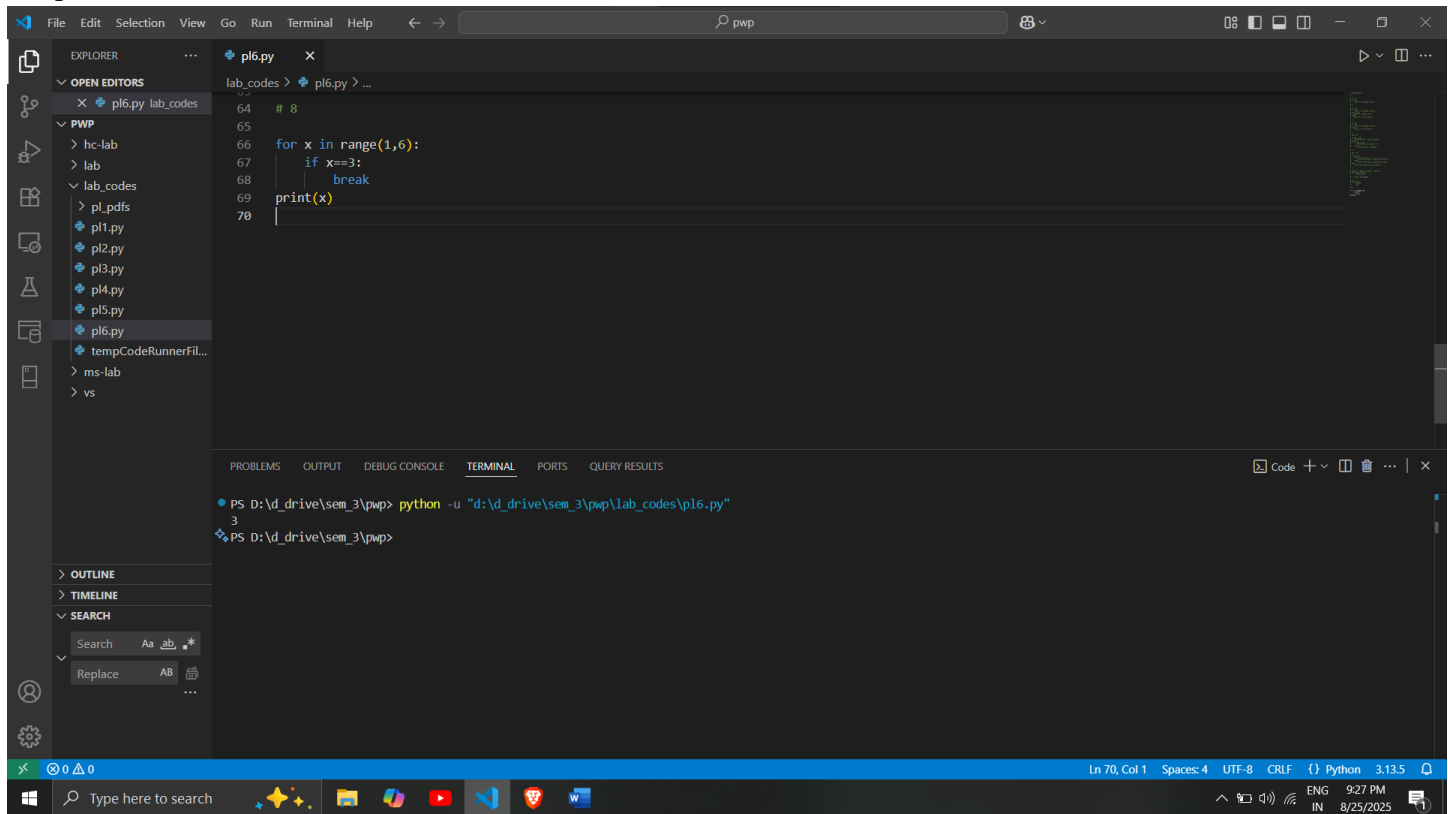 File Edit Selection View Go Run Terminal Help
pwp
EXPLORER
OPEN EDITORS
pl6.py lab_codes
PWP
hc-lab
lab
lab_codes
pl_pdfs
pl1.py
pl2.py
pl3.py
pl4.py
pl5.py
pl6.py
tempCodeRunnerFil...
ms-lab
vs
OUTLINE
TIMELINE
SEARCH
Search Aa ab
Replace AB
pl6.py
lab_codes > pl6.py > ...
64 # 8
65
66 for x in range(1,6):
67 if x==3:
68 break
69 print(x)
70
PROBLEMS OUTPUT DEBUG CONSOLE TERMINAL PORTS QUERY RESULTS
Code
PS D:\d_drive\sem_3\pwp> python -u "d:\d_drive\sem_3\pwp\lab_codes\pl6.py"
3
PS D:\d_drive\sem_3\pwp>
0 0
Ln 70, Col 1 Spaces: 4 UTF-8 CRLF {} Python 3.13.5
Type here to search
ENG 9:27 PM
IN 8/25/2025
1